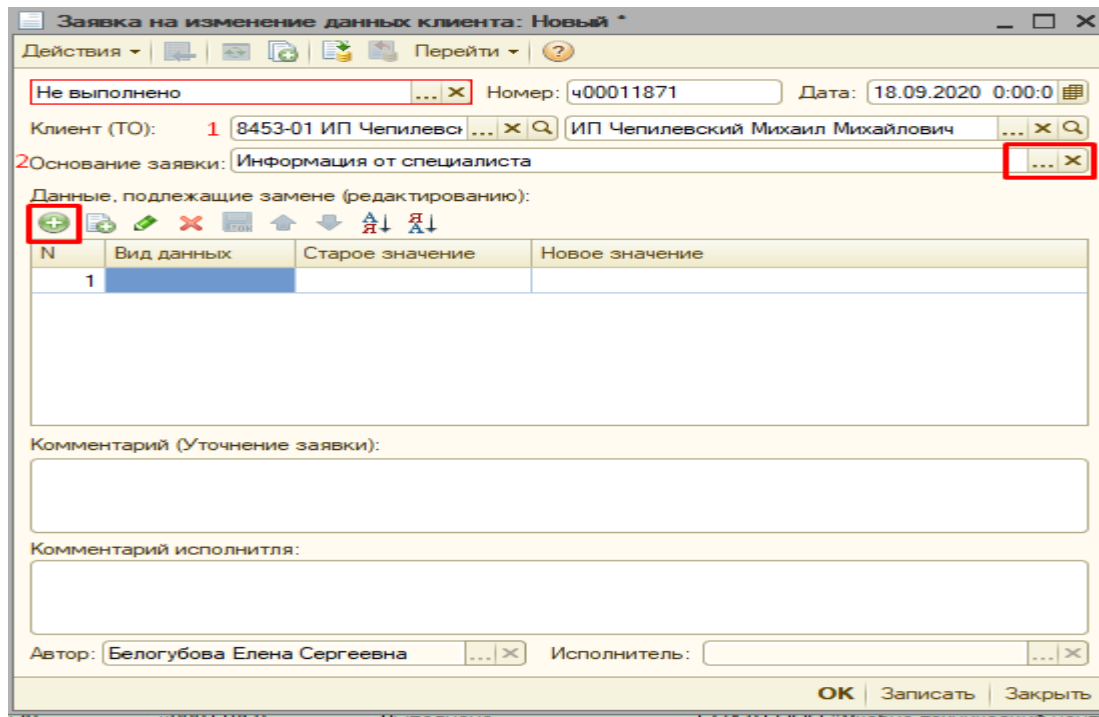 Заявка на изменение данных клиента: Новый *
Действия Перейти
Не выполнено ... Номер: ч00011871 Дата: 18.09.2020 0:00:0
Клиент (ТО): 1 8453-01 ИП Чепилевск ... ИП Чепилевский Михаил Михайлович ...
2 Основание заявки: Информация от специалиста ...
Данные, подлежащие замене (редактированию):
N Вид данных Старое значение Новое значение
1
Комментарий (Уточнение заявки):
Комментарий исполнитля:
Автор: Белогубова Елена Сергеевна ... Исполнитель: ...
OK Записать Закрыть